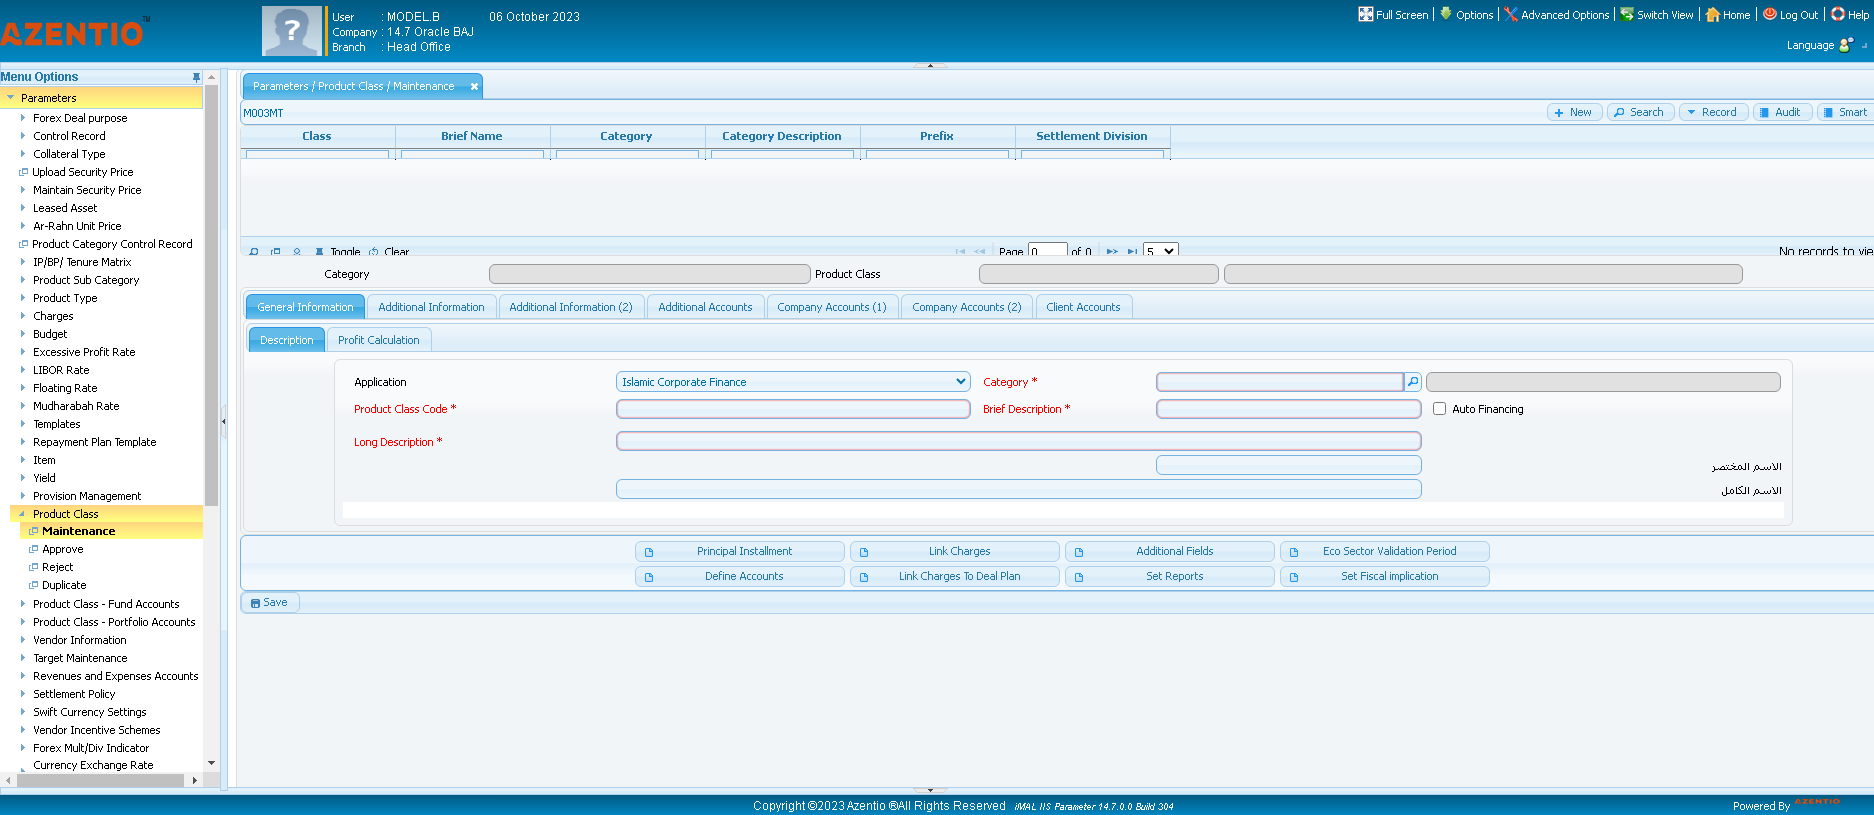 AZENTIO™
User : MODEL.B 06 October 2023
Company : 14.7 Oracle BAJ
Branch : Head Office
Full Screen Options Advanced Options Switch View Home Log Out Help
Language
Menu Options
Parameters
Forex Deal purpose
Control Record
Collateral Type
Upload Security Price
Maintain Security Price
Leased Asset
Ar-Rahn Unit Price
Product Category Control Record
IP/BP/ Tenure Matrix
Product Sub Category
Product Type
Charges
Budget
Excessive Profit Rate
LIBOR Rate
Floating Rate
Mudharabah Rate
Templates
Repayment Plan Template
Item
Yield
Provision Management
Product Class
Maintenance
Approve
Reject
Duplicate
Product Class - Fund Accounts
Product Class - Portfolio Accounts
Vendor Information
Target Maintenance
Revenues and Expenses Accounts
Settlement Policy
Swift Currency Settings
Vendor Incentive Schemes
Forex Mult/Div Indicator
Currency Exchange Rate
Parameters / Product Class / Maintenance
M003MT
New Search Record Audit Smart
Class Brief Name Category Category Description Prefix Settlement Division
Toggle Clear Page 0 of 0 5 No records to vie
Category Product Class
General Information Additional Information Additional Information (2) Additional Accounts Company Accounts (1) Company Accounts (2) Client Accounts
Description Profit Calculation
Application Islamic Corporate Finance Category *
Product Class Code * Brief Description * Auto Financing
Long Description *
الاسم المختصر
الاسم الكامل
Principal Installment Link Charges Additional Fields Eco Sector Validation Period
Define Accounts Link Charges To Deal Plan Set Reports Set Fiscal implication
Save
Copyright ©2023 Azentio ®All Rights Reserved iMAL IIS Parameter 14.7.0.0 Build 304
Powered By AZENTIO